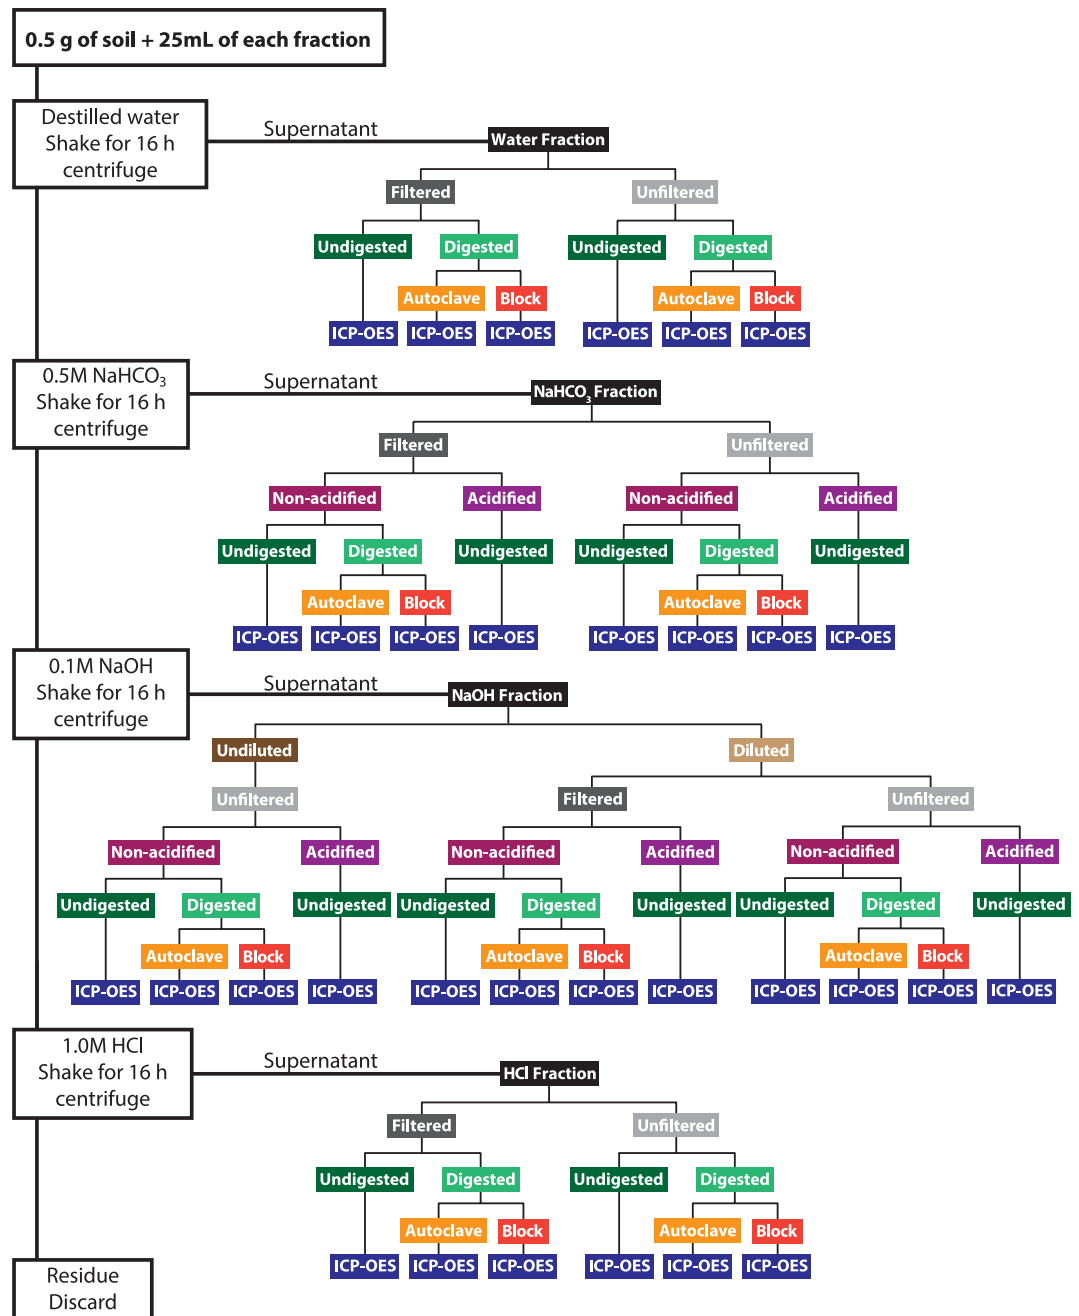 0.5 g of soil + 25mL of each fraction
Destilled water
Shake for 16 h
centrifuge
Supernatant
Water Fraction
Filtered
Unfiltered
Undigested
Digested
Undigested
Digested
Autoclave
Block
Autoclave
Block
ICP-OES
ICP-OES
ICP-OES
ICP-OES
ICP-OES
ICP-OES
0.5M NaHCO₃
Shake for 16 h
centrifuge
Supernatant
NaHCO₃ Fraction
Filtered
Unfiltered
Non-acidified
Acidified
Non-acidified
Acidified
Undigested
Digested
Undigested
Undigested
Digested
Undigested
Autoclave
Block
Autoclave
Block
ICP-OES
ICP-OES
ICP-OES
ICP-OES
ICP-OES
ICP-OES
ICP-OES
ICP-OES
0.1M NaOH
Shake for 16 h
centrifuge
Supernatant
NaOH Fraction
Undiluted
Diluted
Unfiltered
Filtered
Unfiltered
Non-acidified
Acidified
Non-acidified
Acidified
Non-acidified
Acidified
Undigested
Digested
Undigested
Undigested
Digested
Undigested
Undigested
Digested
Undigested
Autoclave
Block
Autoclave
Block
Autoclave
Block
ICP-OES
ICP-OES
ICP-OES
ICP-OES
ICP-OES
ICP-OES
ICP-OES
ICP-OES
ICP-OES
ICP-OES
ICP-OES
ICP-OES
1.0M HCl
Shake for 16 h
centrifuge
Supernatant
HCl Fraction
Filtered
Unfiltered
Undigested
Digested
Undigested
Digested
Autoclave
Block
Autoclave
Block
ICP-OES
ICP-OES
ICP-OES
ICP-OES
ICP-OES
ICP-OES
Residue
Discard